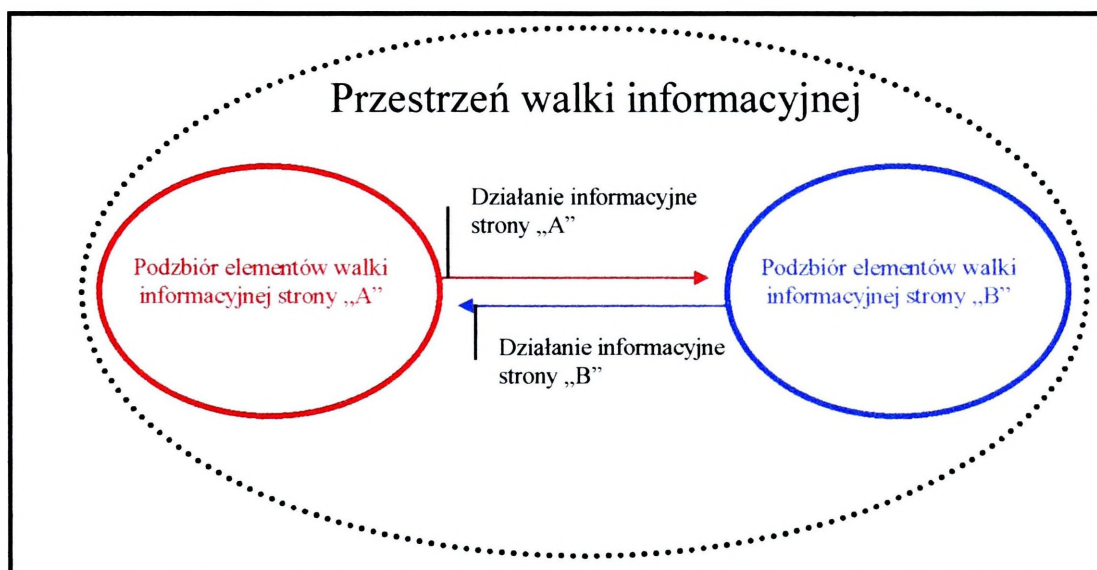 Przestrzeń walki informacyjnej
Działanie informacyjne
strony „A”
Podzbiór elementów walki
informacyjnej strony „A”
Podzbiór elementów walki
informacyjnej strony „B”
Działanie informacyjne
strony „B”